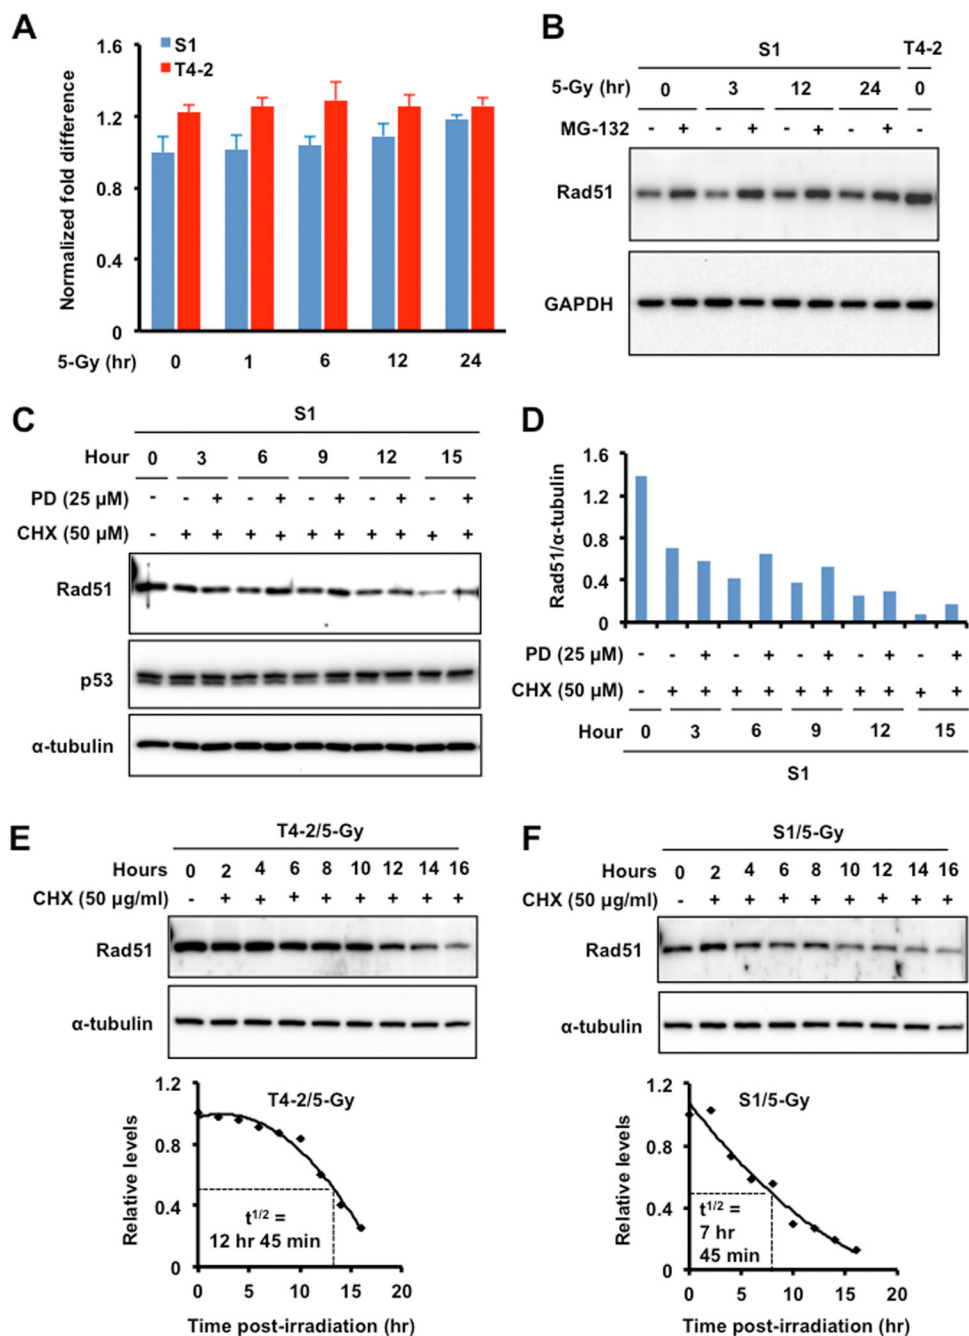 A
S1
T4-2
Normalized fold difference
1.6
1.2
0.8
0.4
0
5-Gy (hr) 0 1 6 12 24
B
S1 T4-2
5-Gy (hr) 0 3 12 24 0
MG-132 - + - + - + - + -
Rad51
GAPDH
C
S1
Hour 0 3 6 9 12 15
PD (25 µM) - - + - + - + - + - +
CHX (50 µM) - + + + + + + + + + +
Rad51
p53
α-tubulin
D
Rad51/α-tubulin
1.6
1.2
0.8
0.4
0
PD (25 µM) - - + - + - + - + - +
CHX (50 µM) - + + + + + + + + + +
Hour 0 3 6 9 12 15
S1
E
T4-2/5-Gy
Hours 0 2 4 6 8 10 12 14 16
CHX (50 µg/ml) - + + + + + + + +
Rad51
α-tubulin
Relative levels
1.2
0.8
0.4
0
T4-2/5-Gy
t1/2 =
12 hr 45 min
0 5 10 15 20
Time post-irradiation (hr)
F
S1/5-Gy
Hours 0 2 4 6 8 10 12 14 16
CHX (50 µg/ml) - + + + + + + + +
Rad51
α-tubulin
Relative levels
1.2
0.8
0.4
0
S1/5-Gy
t1/2 =
7 hr
45 min
0 5 10 15 20
Time post-irradiation (hr)